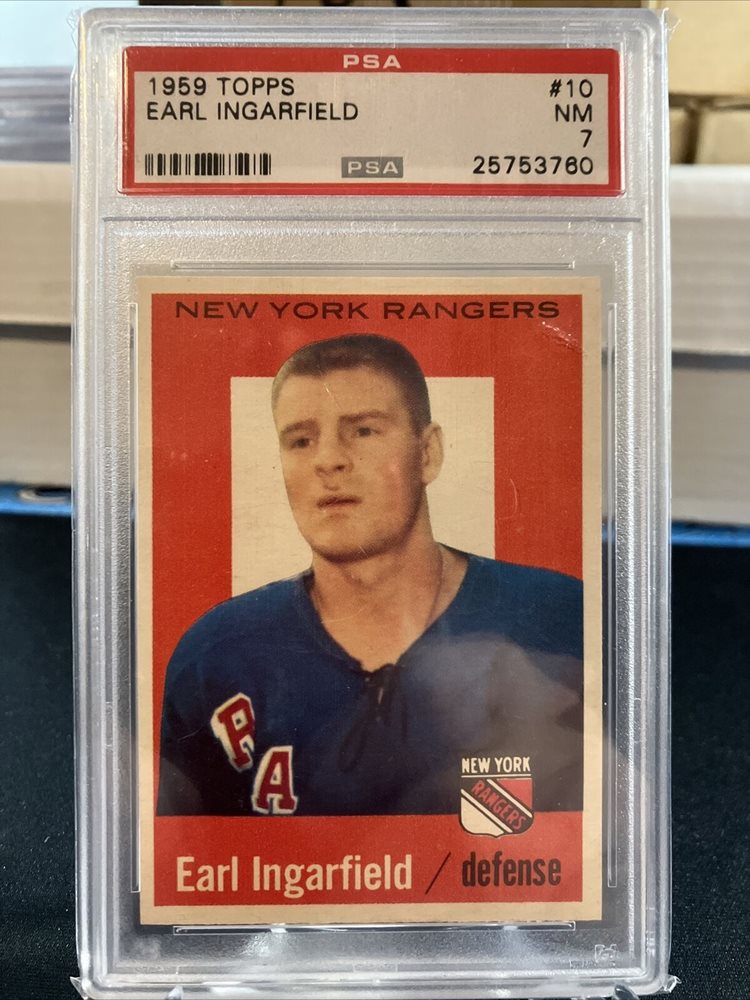 PSA
1959 TOPPS #10
EARL INGARFIELD NM
7
PSA 25753760
NEW YORK RANGERS
RA
NEW YORK
RANGERS
Earl Ingarfield / defense